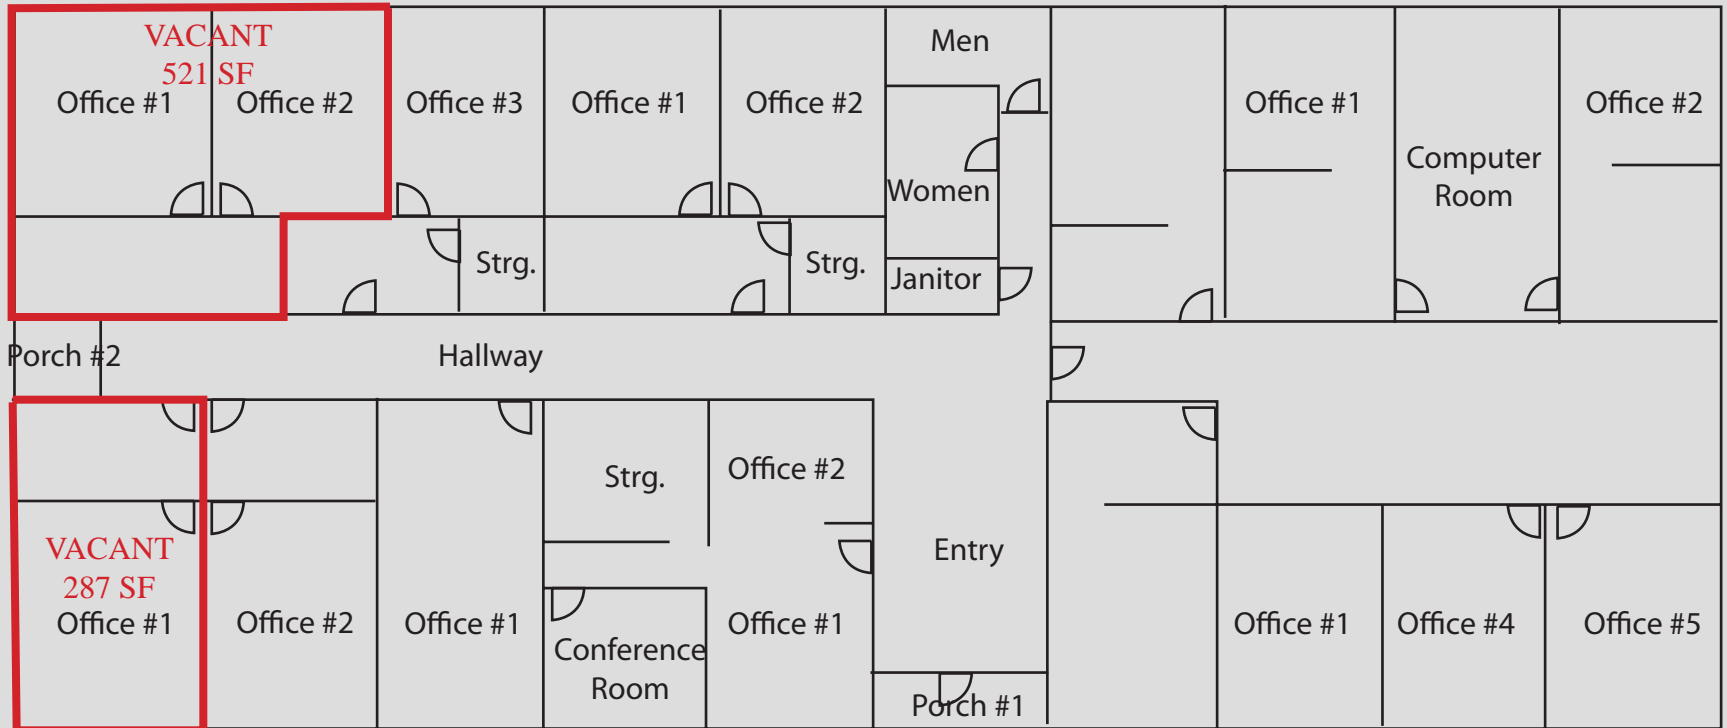 VACANT
521 SF
Office #1
Office #2
Office #3
Office #1
Office #2
Men
Women
Janitor
Office #1
Computer
Room
Office #2
Strg.
Strg.
Porch #2
Hallway
VACANT
287 SF
Office #1
Office #2
Office #1
Strg.
Conference
Room
Office #2
Office #1
Entry
Porch #1
Office #1
Office #4
Office #5